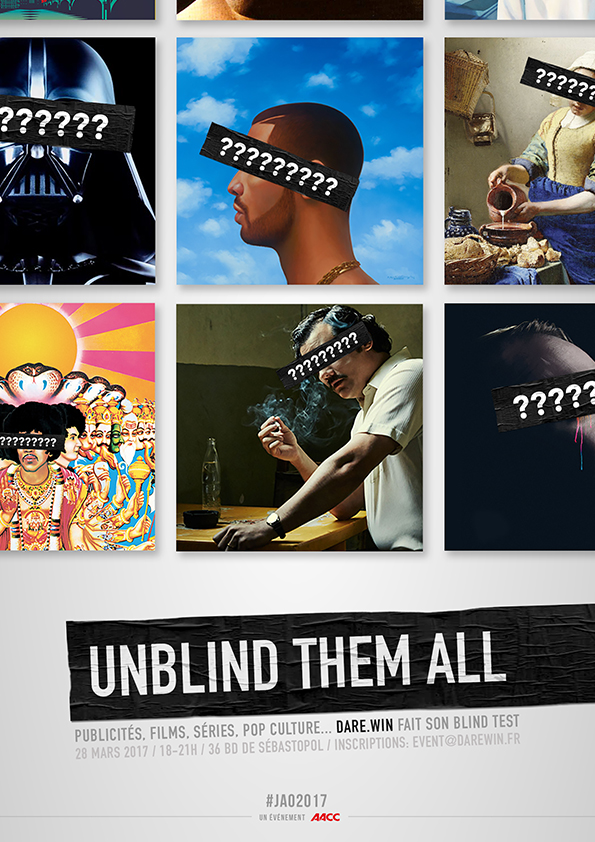 ??????
?????????
??????
?????????
?????????
?????
UNBLIND THEM ALL
PUBLICITÉS, FILMS, SÉRIES, POP CULTURE... DARE.WIN FAIT SON BLIND TEST
28 MARS 2017 / 18-21H / 36 BD DE SÉBASTOPOL / INSCRIPTIONS: EVENT@DAREWIN.FR
#JAO2017
UN ÉVÉNEMENT AACC